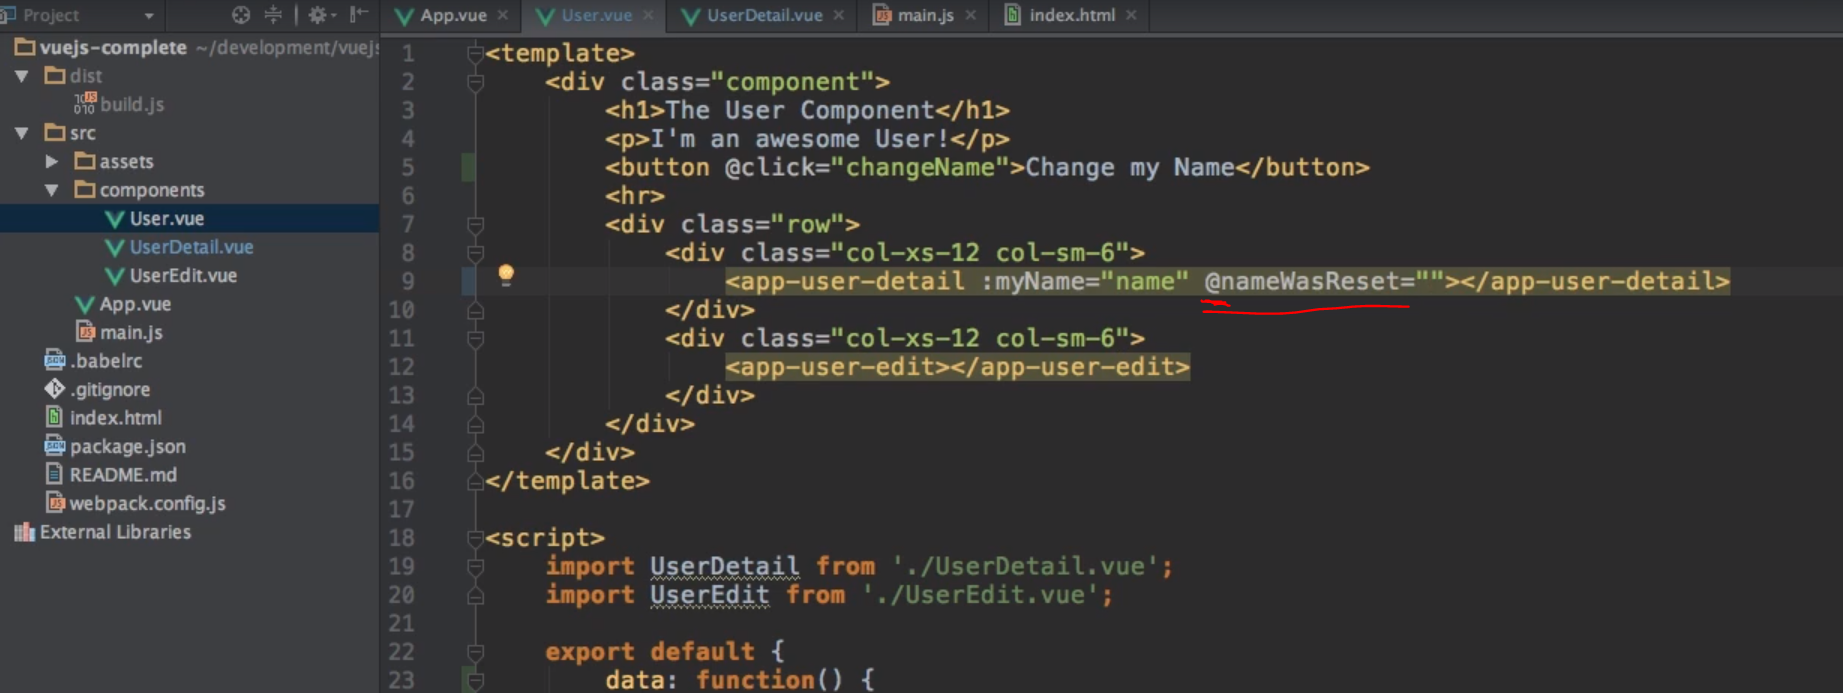 Project
App.vue
User.vue
UserDetail.vue
main.js
index.html
vuejs-complete ~/development/vuejs
dist
build.js
src
assets
components
User.vue
UserDetail.vue
UserEdit.vue
App.vue
main.js
.babelrc
.gitignore
index.html
package.json
README.md
webpack.config.js
External Libraries
1 <template>
2 <div class="component">
3 <h1>The User Component</h1>
4 <p>I'm an awesome User!</p>
5 <button @click="changeName">Change my Name</button>
6 <hr>
7 <div class="row">
8 <div class="col-xs-12 col-sm-6">
9 <app-user-detail :myName="name" @nameWasReset=""></app-user-detail>
10 </div>
11 <div class="col-xs-12 col-sm-6">
12 <app-user-edit></app-user-edit>
13 </div>
14 </div>
15 </div>
16 </template>
17
18 <script>
19 import UserDetail from './UserDetail.vue';
20 import UserEdit from './UserEdit.vue';
21
22 export default {
23 data: function() {